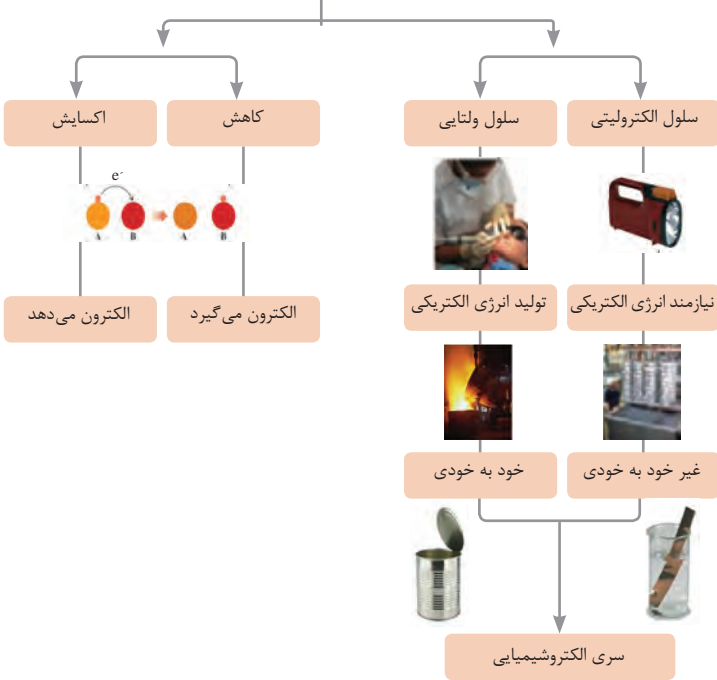 سلول الکترولیتی
سلول ولتایی
کاهش
اکسایش
e⁻
A B A B
نیازمند انرژی الکتریکی
تولید انرژی الکتریکی
الکترون می‌گیرد
الکترون می‌دهد
غیر خود به خودی
خود به خودی
سری الکتروشیمیایی